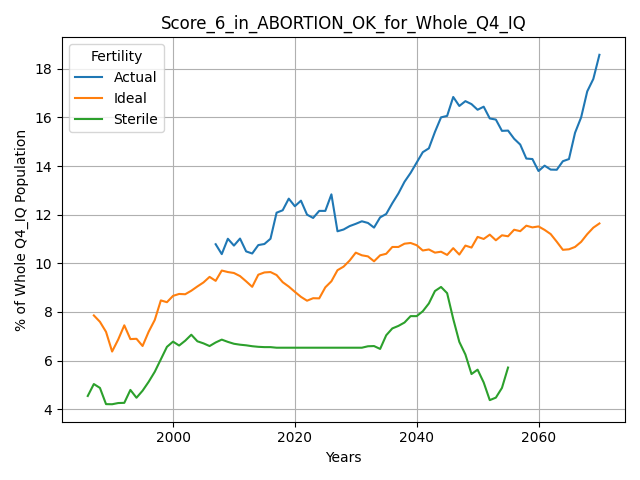 Score_6_in_ABORTION_OK_for_Whole_Q4_IQ
% of Whole Q4_IQ Population
18
16
14
12
10
8
6
4
Fertility
Actual
Ideal
Sterile
2000 2020 2040 2060
Years